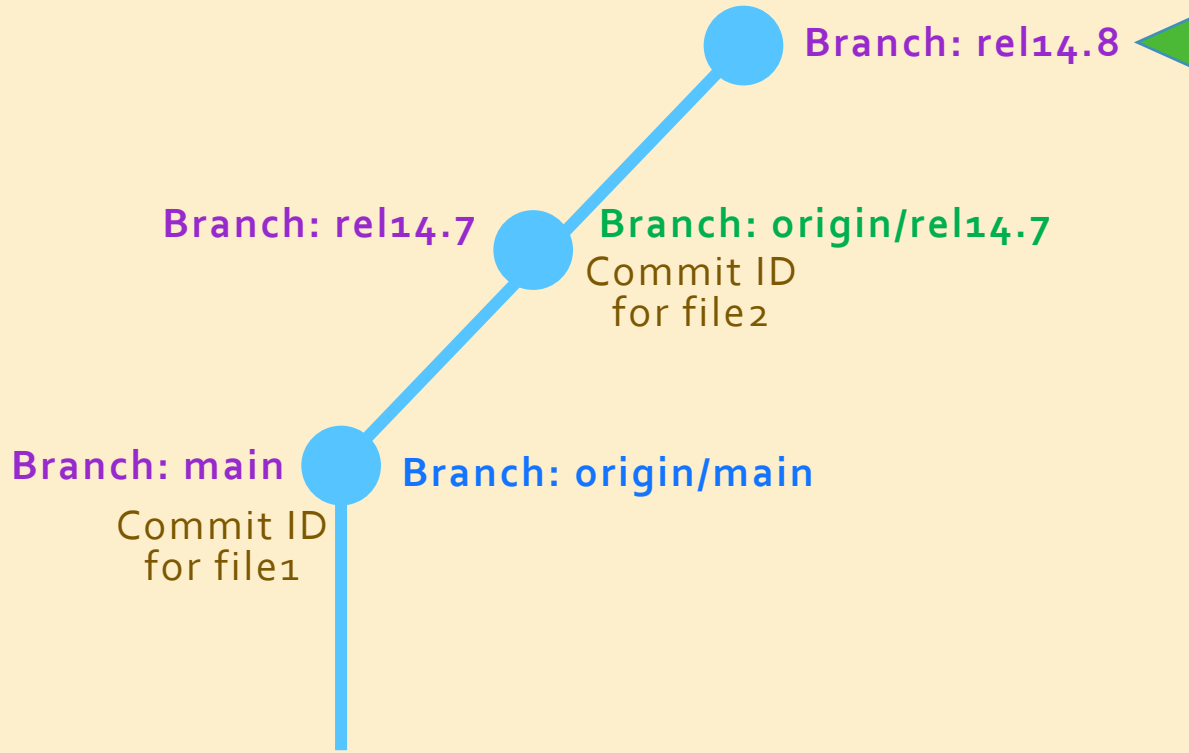 Branch: rel14.8
Branch: rel14.7
Branch: origin/rel14.7
Commit ID
for file2
Branch: main
Branch: origin/main
Commit ID
for file1